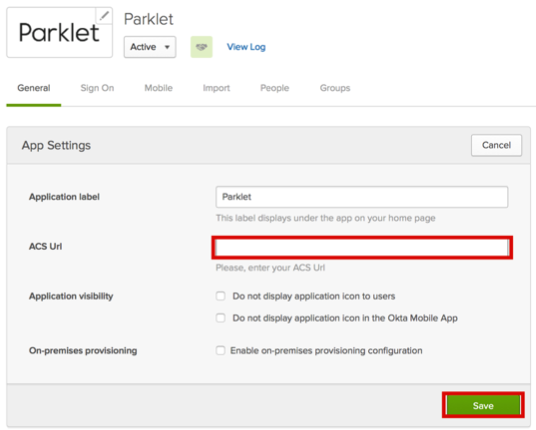 Parklet
Parklet
Active
View Log
General Sign On Mobile Import People Groups
App Settings
Cancel
Application label
Parklet
This label displays under the app on your home page
ACS Url
Please, enter your ACS Url
Application visibility
Do not display application icon to users
Do not display application icon in the Okta Mobile App
On-premises provisioning
Enable on-premises provisioning configuration
Save